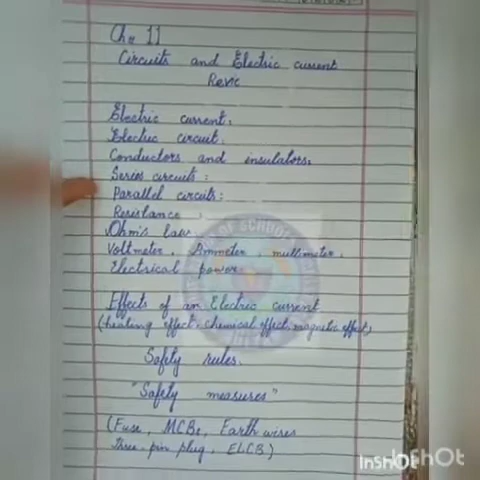 Ch# 11
Circuits and Electric current
Revic
Electric current.
Electric circuit.
Conductors and insulators.
Series circuits :
Parallel circuits :
Resistance
Ohm's law
Voltmeter, Ammeter, multimeter,
Electrical power
Effects of an Electric current
(heating effect, chemical effect, magnetic effect)
Safety rules.
"Safety measures"
(Fuse, MCBs, Earth wires
Three pin plug, ELCB)
InshOt